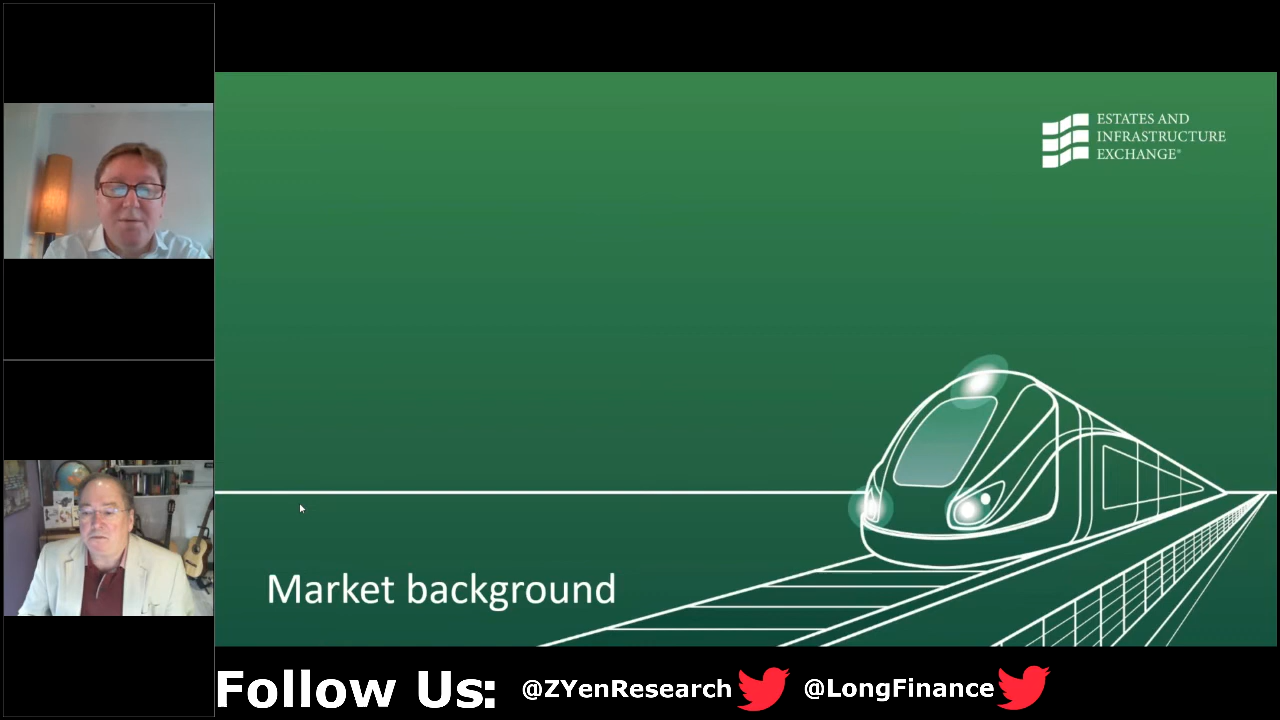 ESTATES AND
INFRASTRUCTURE
EXCHANGE®
Market background
Follow Us: @ZYenResearch @LongFinance